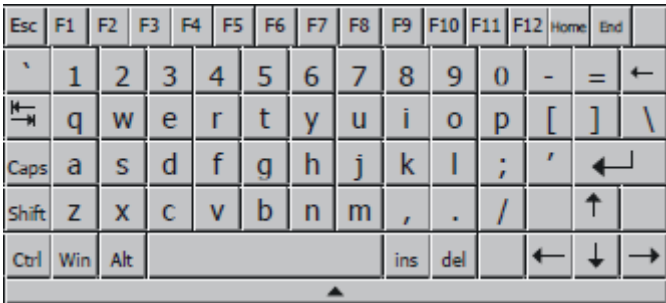 Esc F1 F2 F3 F4 F5 F6 F7 F8 F9 F10 F11 F12 Home End
` 1 2 3 4 5 6 7 8 9 0 - = ←
↹ q w e r t y u i o p [ ] \
Caps a s d f g h j k l ; ' ↵
Shift z x c v b n m , . / ↑
Ctrl Win Alt ins del ← ↓ →
▲